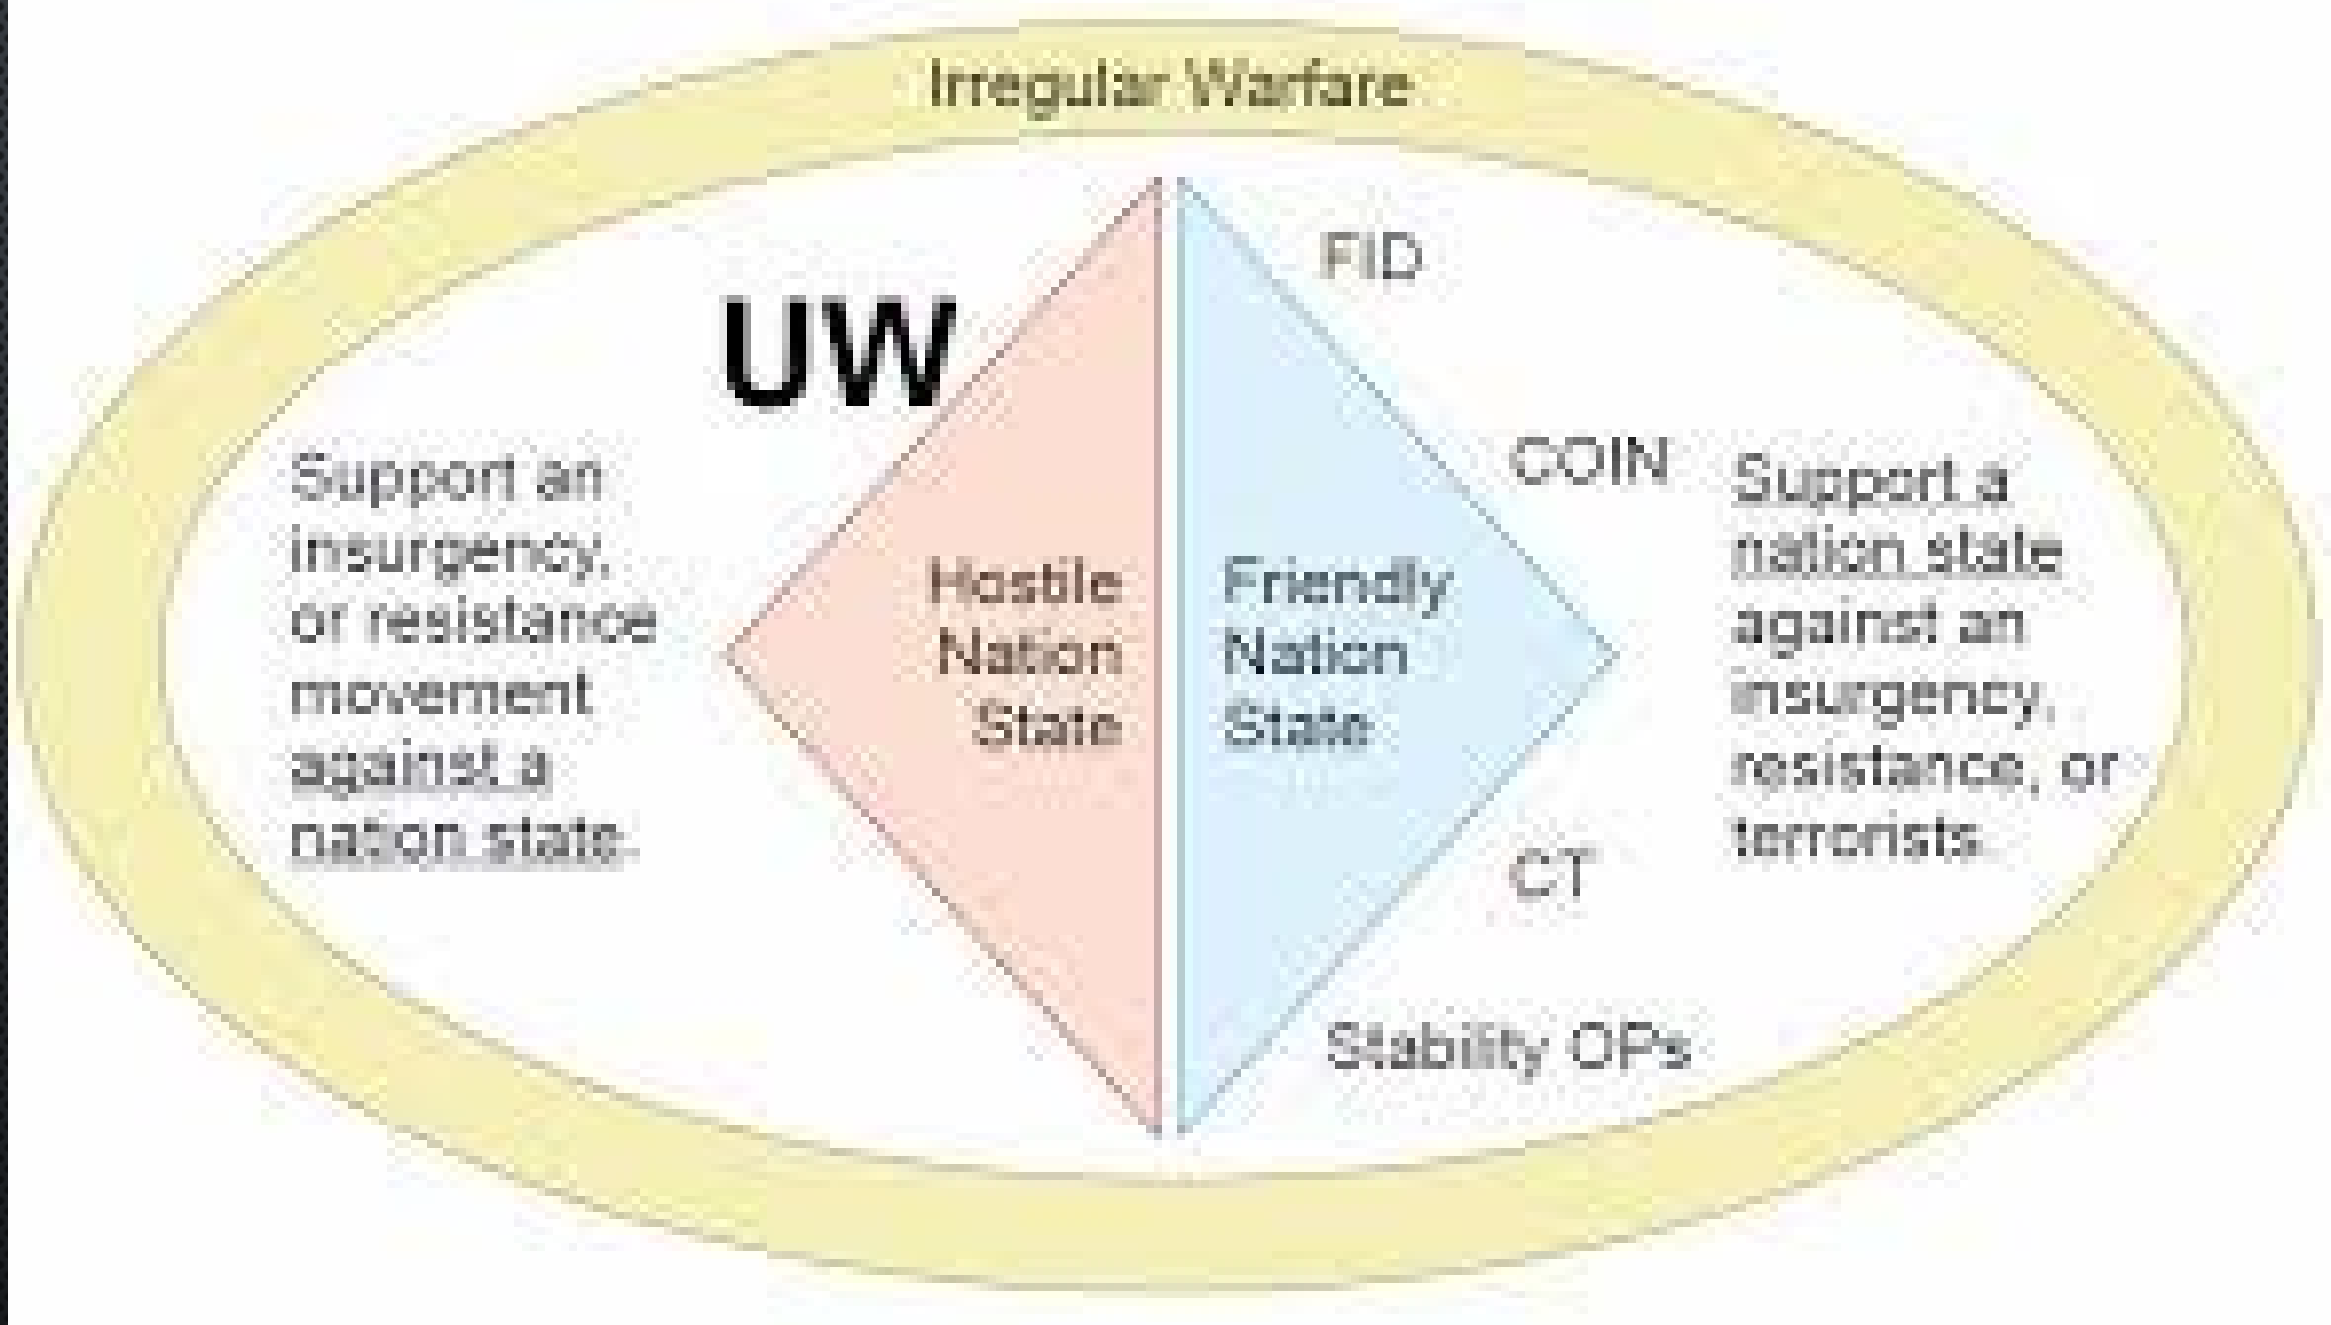 Irregular Warfare
UW
Support an
insurgency,
or resistance
movement
against a
nation state.
Hostile
Nation
State
Friendly
Nation
State
FID
COIN
CT
Stability OPs
Support a
nation state
against an
insurgency,
resistance, or
terrorists.